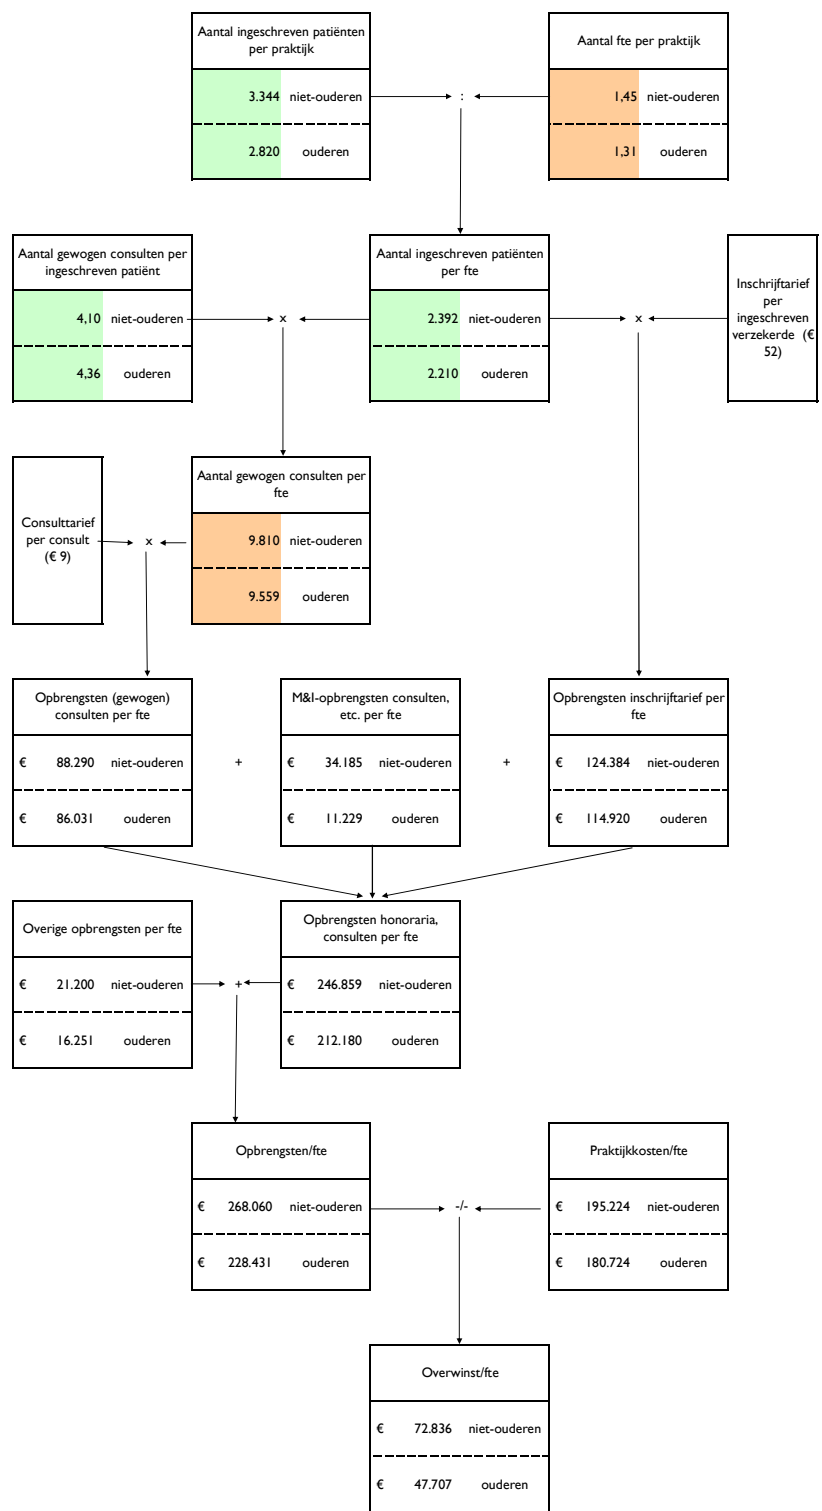 Aantal ingeschreven patiënten
per praktijk
3.344 niet-ouderen
2.820 ouderen
:
Aantal fte per praktijk
1,45 niet-ouderen
1,31 ouderen
Aantal gewogen consulten per
ingeschreven patiënt
4,10 niet-ouderen
4,36 ouderen
x
Aantal ingeschreven patiënten
per fte
2.392 niet-ouderen
2.210 ouderen
x
Inschrijftarief
per
ingeschreven
verzekerde (€
52)
Consulttarief
per consult
(€ 9)
x
Aantal gewogen consulten per
fte
9.810 niet-ouderen
9.559 ouderen
Opbrengsten (gewogen)
consulten per fte
€ 88.290 niet-ouderen
€ 86.031 ouderen
+
M&I-opbrengsten consulten,
etc. per fte
€ 34.185 niet-ouderen
€ 11.229 ouderen
+
Opbrengsten inschrijftarief per
fte
€ 124.384 niet-ouderen
€ 114.920 ouderen
Overige opbrengsten per fte
€ 21.200 niet-ouderen
€ 16.251 ouderen
+
Opbrengsten honoraria,
consulten per fte
€ 246.859 niet-ouderen
€ 212.180 ouderen
Opbrengsten/fte
€ 268.060 niet-ouderen
€ 228.431 ouderen
-/-
Praktijkkosten/fte
€ 195.224 niet-ouderen
€ 180.724 ouderen
Overwinst/fte
€ 72.836 niet-ouderen
€ 47.707 ouderen